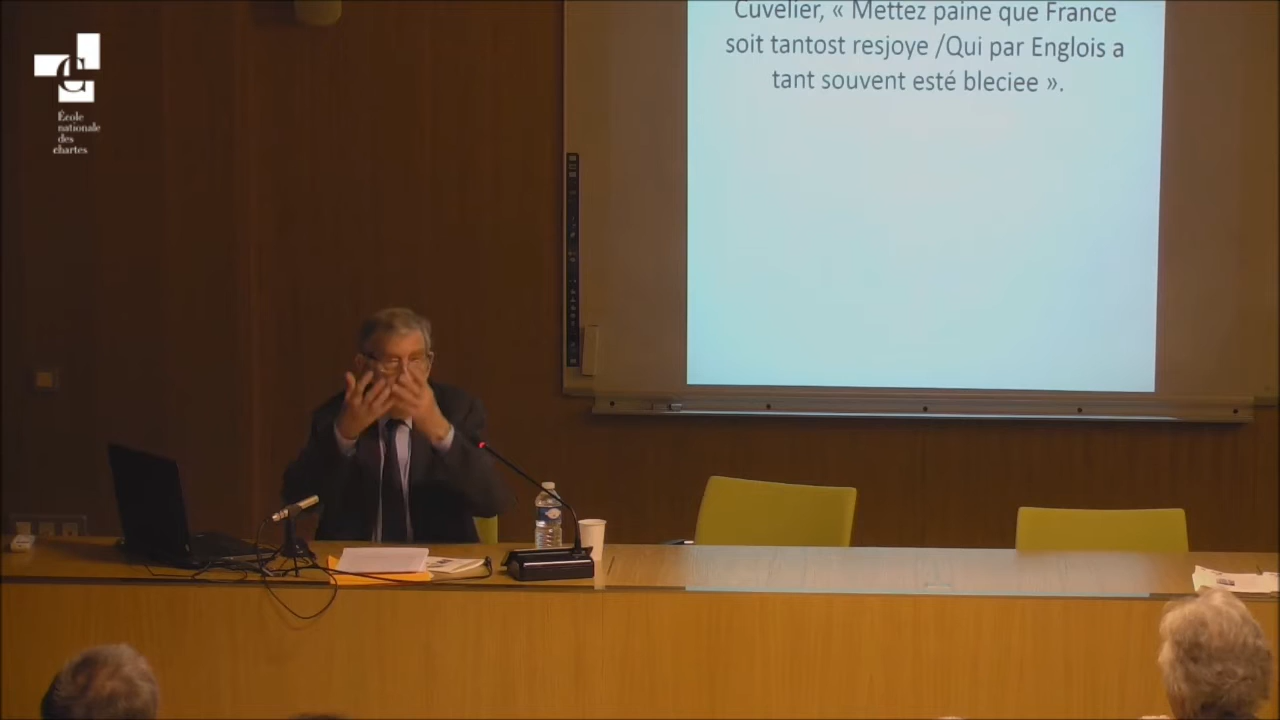 École
nationale
des
chartes
Cuvelier, « Mettez paine que France
soit tantost resjoye /Qui par Englois a
tant souvent esté bleciee ».